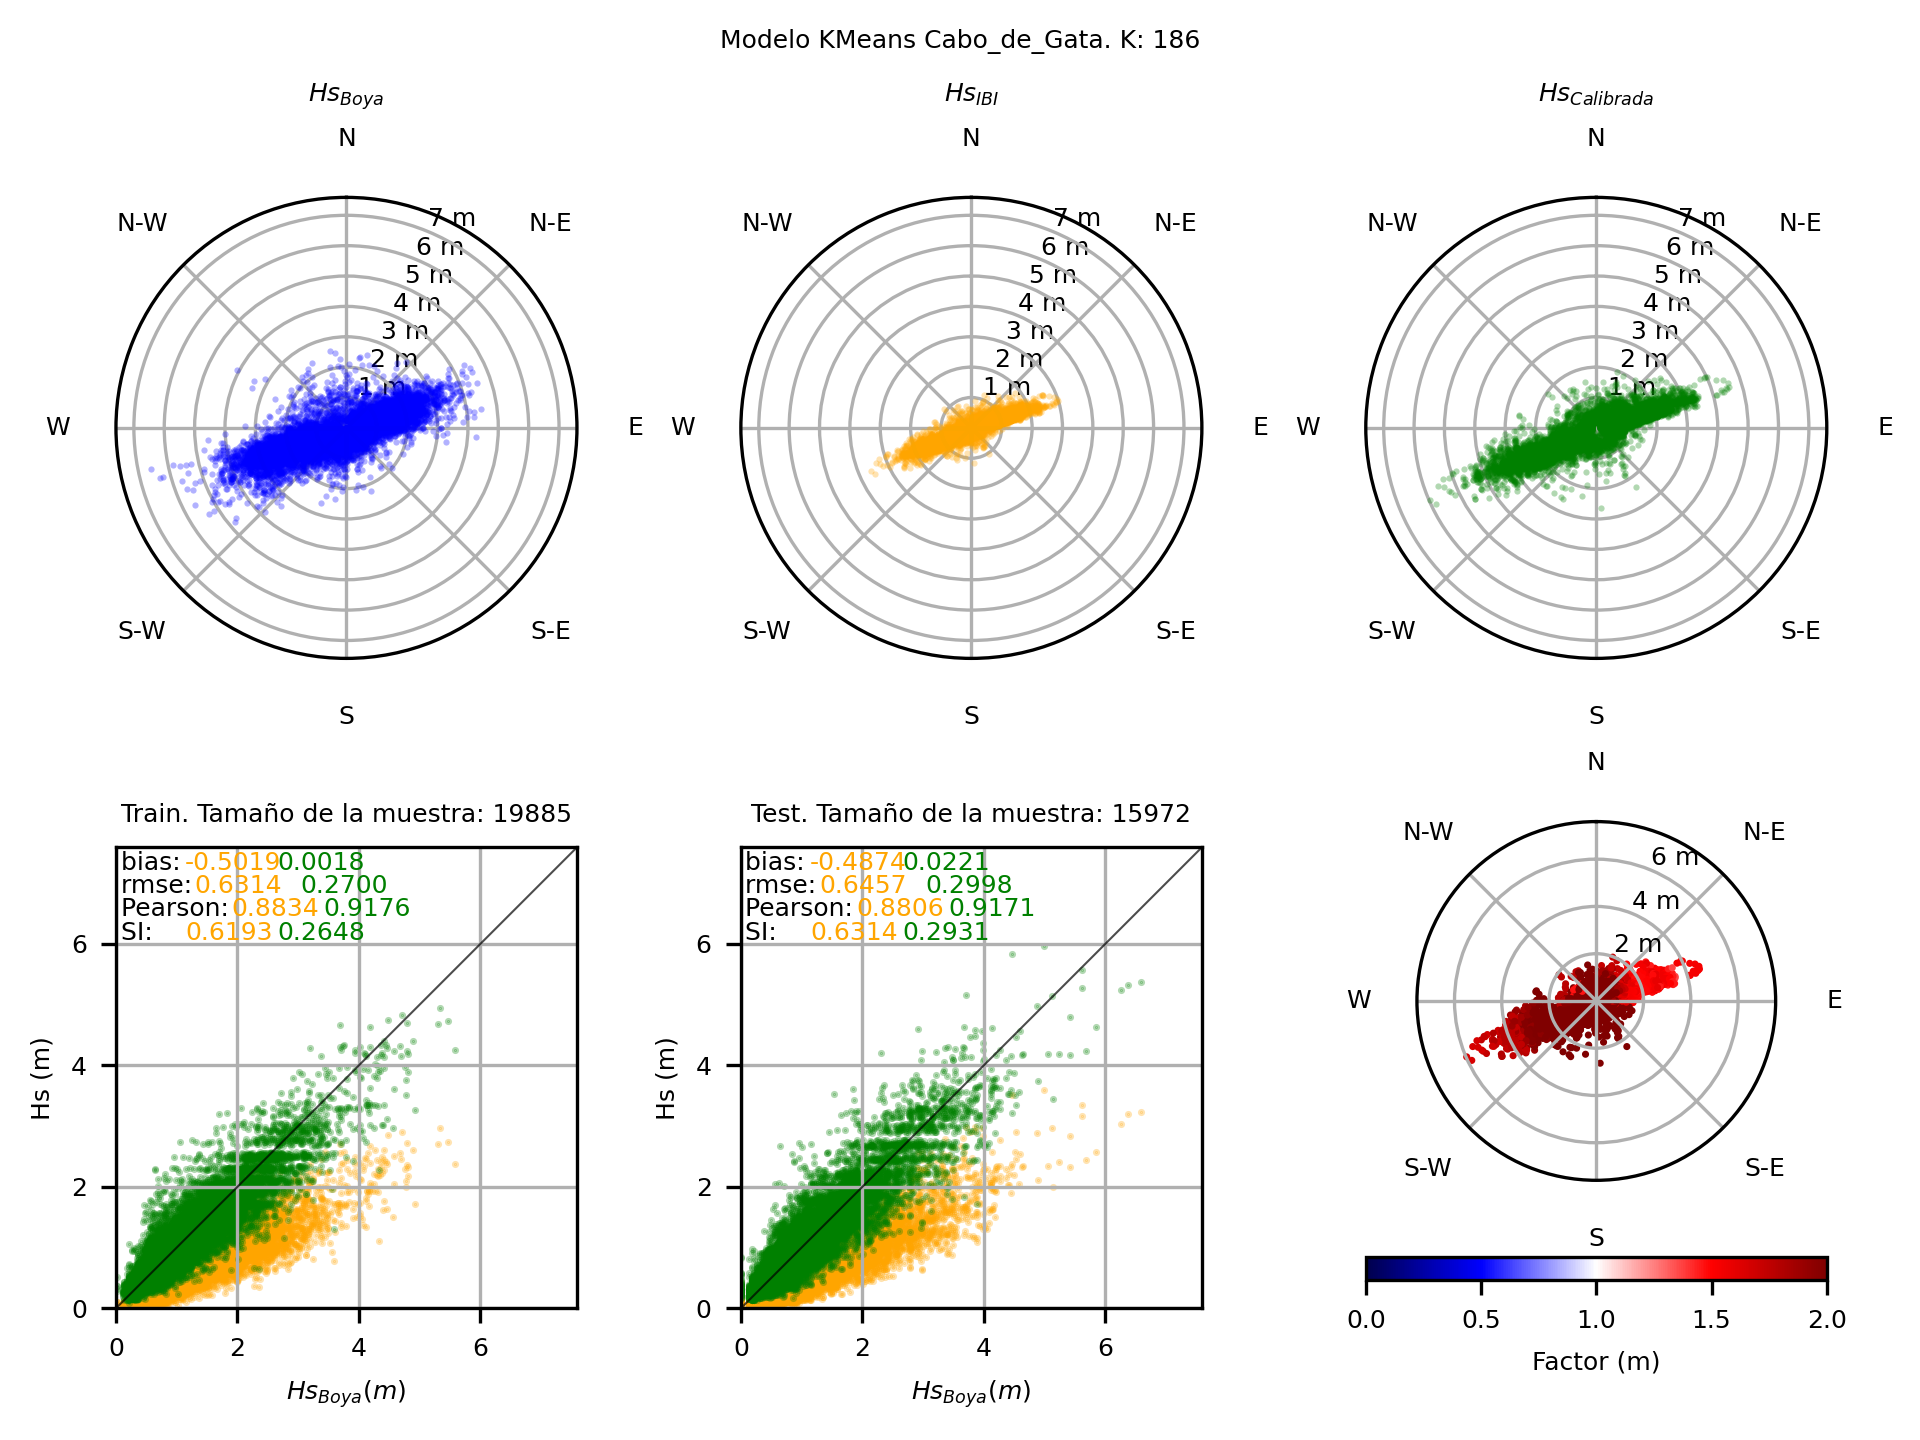 Modelo KMeans Cabo_de_Gata. K: 186
Hs_Boya
N
N-W
N-E
W
E
S-W
S-E
S
7 m
6 m
5 m
4 m
3 m
2 m
1 m
Hs_IBI
N
N-W
N-E
W
E
S-W
S-E
S
7 m
6 m
5 m
4 m
3 m
2 m
1 m
Hs_Calibrada
N
N-W
N-E
W
E
S-W
S-E
S
7 m
6 m
5 m
4 m
3 m
2 m
1 m
Train. Tamaño de la muestra: 19885
bias: -0.5019 0.0018
rmse: 0.6314 0.2700
Pearson: 0.8834 0.9176
SI: 0.6193 0.2648
Hs (m)
6
4
2
0
0 2 4 6
Hs_Boya(m)
Test. Tamaño de la muestra: 15972
bias: -0.4874 0.0221
rmse: 0.6457 0.2998
Pearson: 0.8806 0.9171
SI: 0.6314 0.2931
Hs (m)
6
4
2
0
0 2 4 6
Hs_Boya(m)
N
N-W
N-E
6 m
4 m
2 m
W
E
S-W
S-E
S
0.0 0.5 1.0 1.5 2.0
Factor (m)